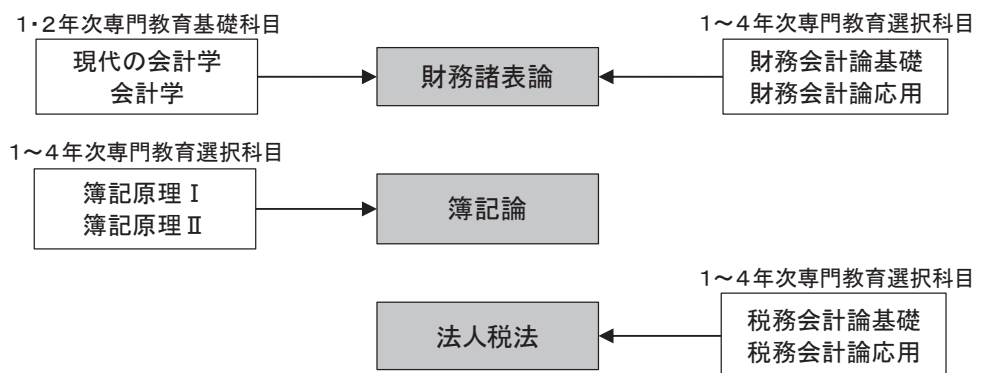 1・2年次専門教育基礎科目
現代の会計学
会計学
財務諸表論
1～4年次専門教育選択科目
財務会計論基礎
財務会計論応用
1～4年次専門教育選択科目
簿記原理Ⅰ
簿記原理Ⅱ
簿記論
法人税法
1～4年次専門教育選択科目
税務会計論基礎
税務会計論応用